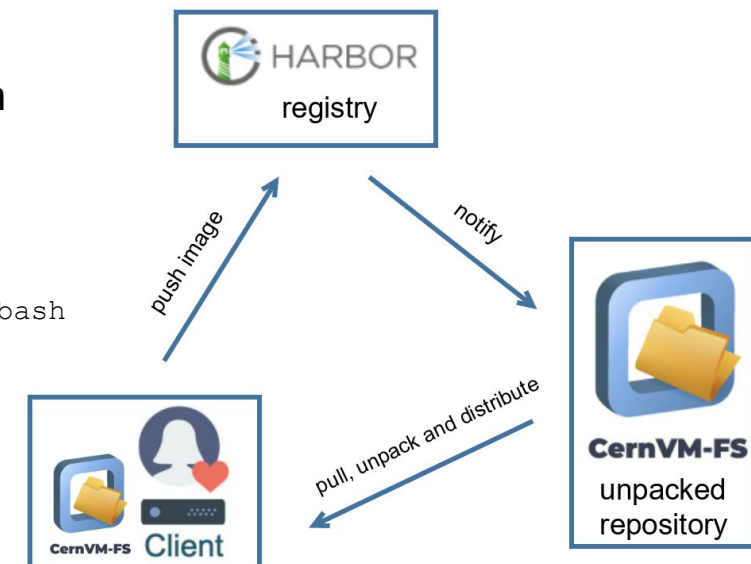 HARBOR
registry
n
push image
notify
bash
pull, unpack and distribute
CernVM-FS
unpacked
repository
CernVM-FS
Client